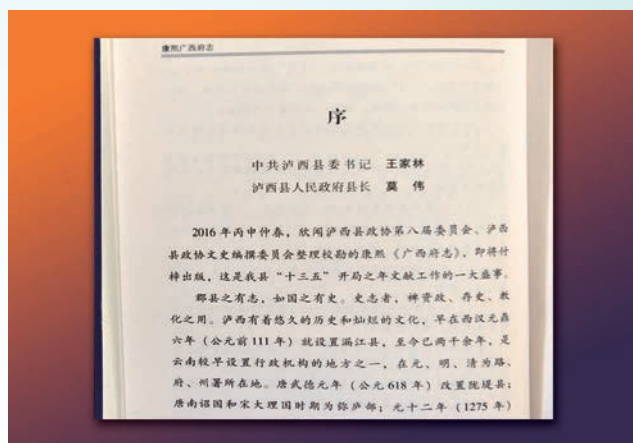 康熙广西府志
序
中共泸西县委书记 王家林
泸西县人民政府县长 莫 伟
2016年丙申仲春，欣闻泸西县政协第八届委员会、泸西
县政协文史编撰委员会整理校勘的康熙《广西府志》，即将付
梓出版，这是我县“十三五”开局之年文献工作的一大盛事。
郡县之有志，如国之有史。史志者，裨资政、存史、教
化之用。泸西有着悠久的历史和灿烂的文化，早在西汉元鼎
六年（公元前111年）就设置漏江县，至今已两千余年，是
云南较早设置行政机构的地方之一，在元、明、清为路、
府、州署所在地。唐武德元年（公元618年）改置陇堤县；
唐南诏国和宋大理国时期为弥庐部；元十二年（1275年）